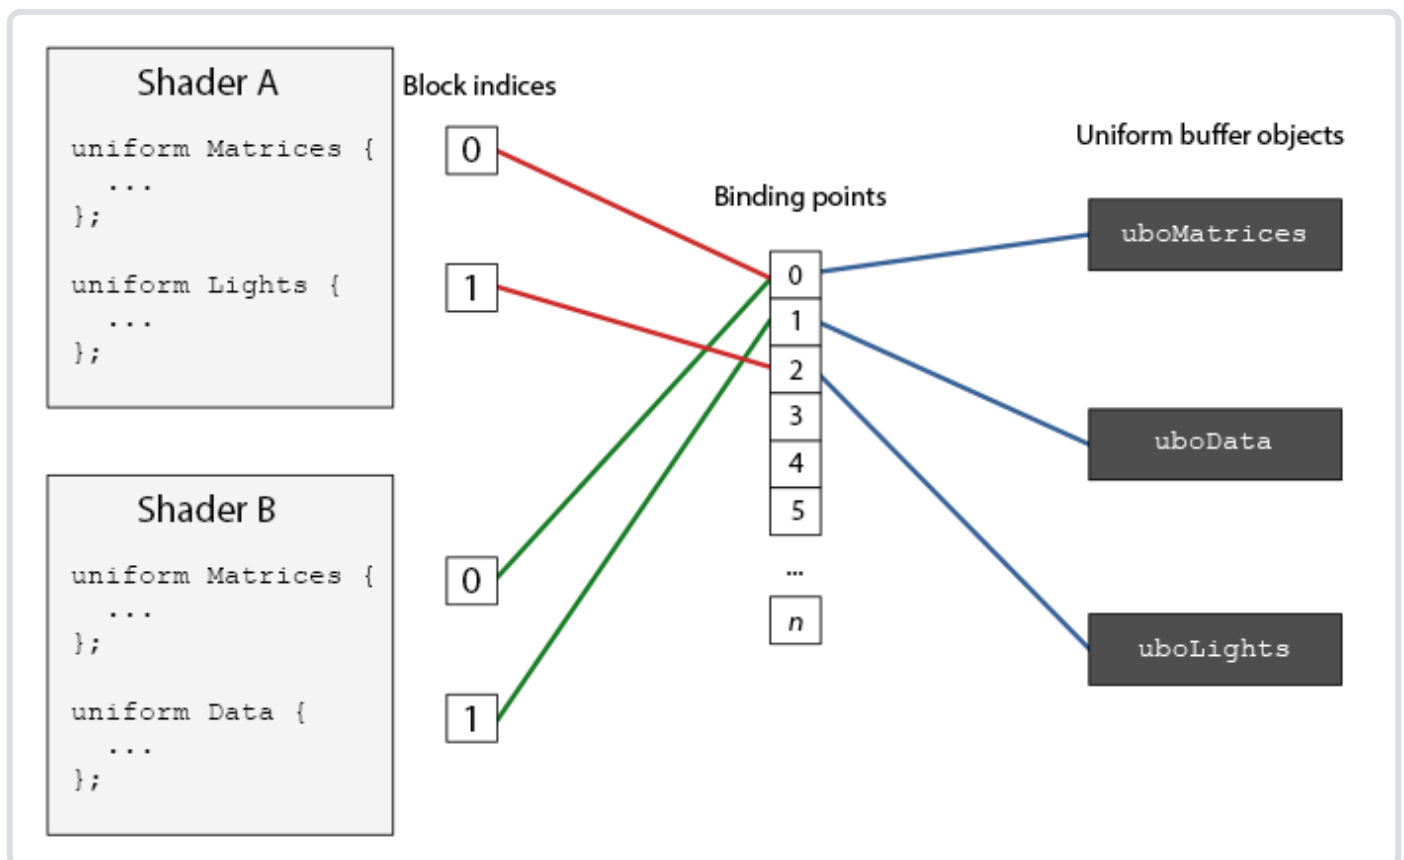 Shader A
uniform Matrices {
...
};
uniform Lights {
...
};
Block indices
0
1
Shader B
uniform Matrices {
...
};
uniform Data {
...
};
0
1
Binding points
0
1
2
3
4
5
...
n
Uniform buffer objects
uboMatrices
uboData
uboLights